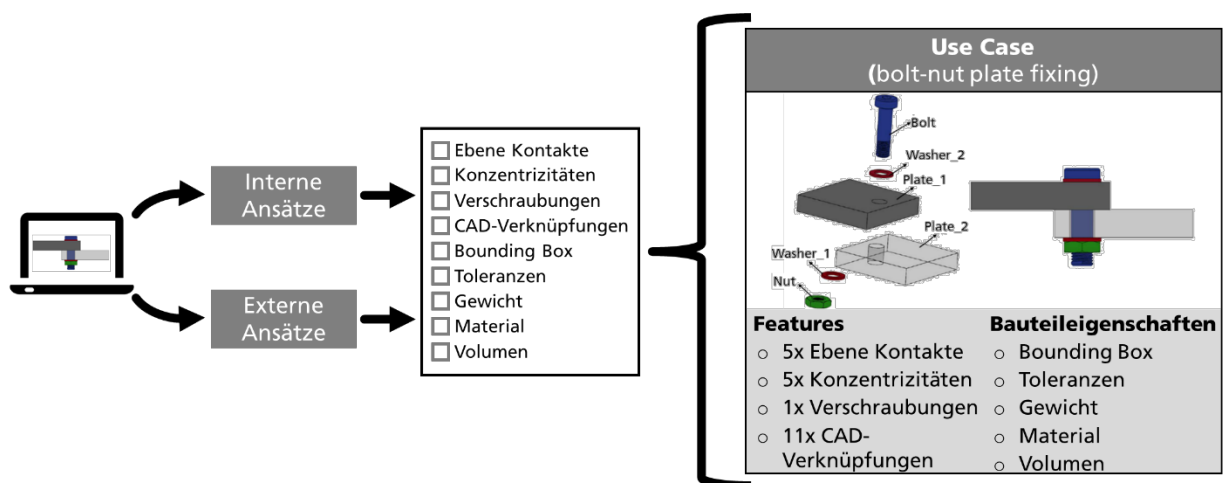 Interne
Ansätze
Externe
Ansätze
Ebene Kontakte
Konzentrizitäten
Verschraubungen
CAD-Verknüpfungen
Bounding Box
Toleranzen
Gewicht
Material
Volumen
Use Case
(bolt-nut plate fixing)
Bolt
Washer_2
Plate_1
Plate_2
Washer_1
Nut
Features
○ 5x Ebene Kontakte
○ 5x Konzentrizitäten
○ 1x Verschraubungen
○ 11x CAD-
Verknüpfungen
Bauteileigenschaften
○ Bounding Box
○ Toleranzen
○ Gewicht
○ Material
○ Volumen